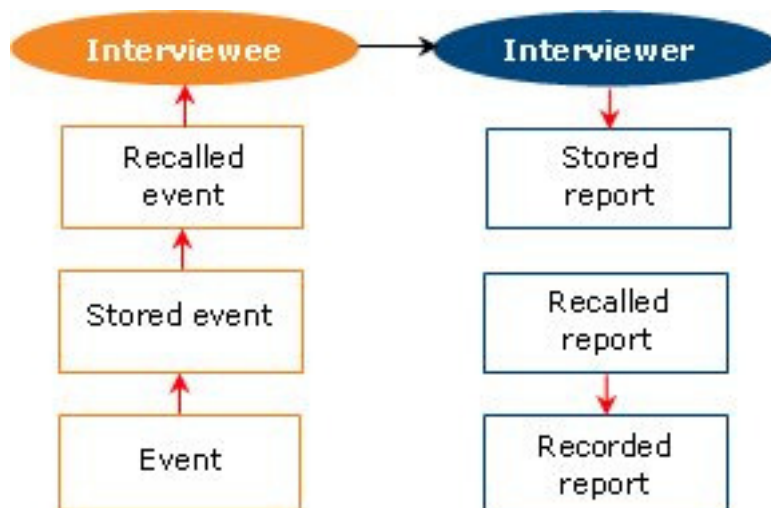 Interviewee
Interviewer
Recalled
event
Stored
report
Stored event
Recalled
report
Event
Recorded
report